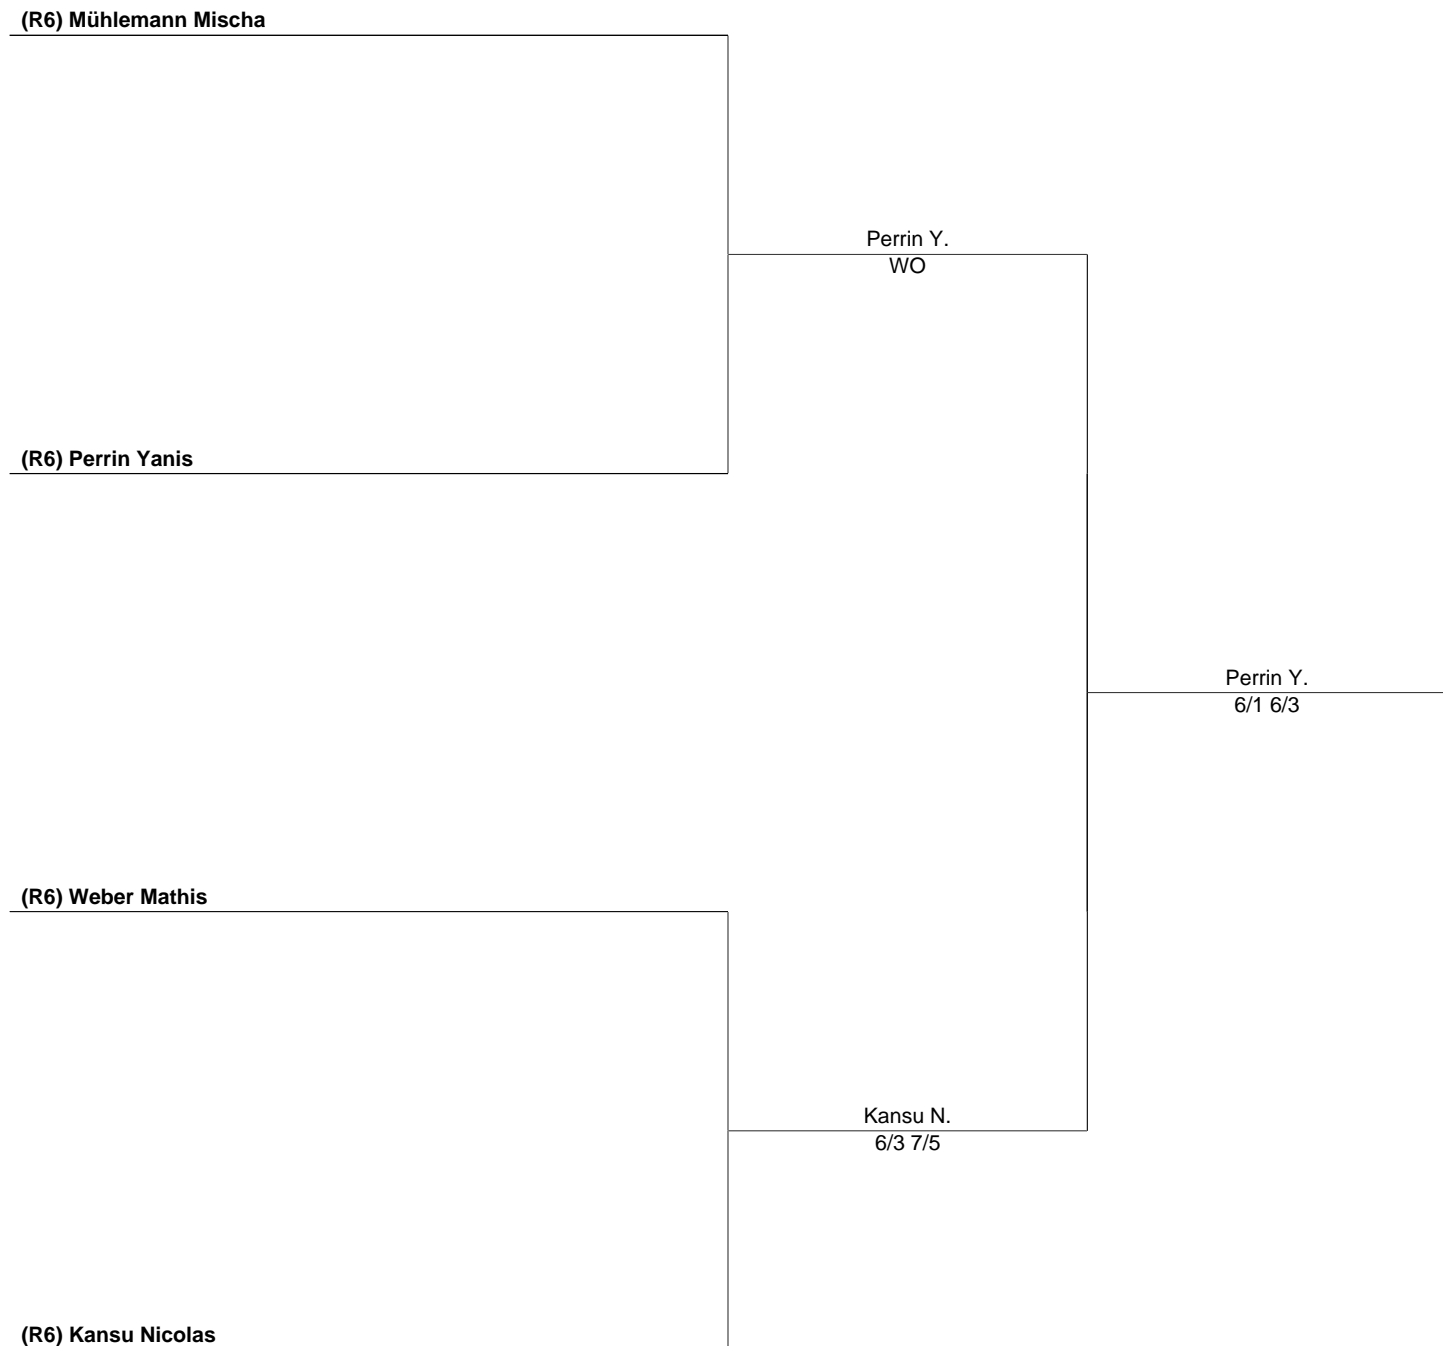 (R6) Mühlemann Mischa
Perrin Y.
WO
(R6) Perrin Yanis
Perrin Y.
6/1 6/3
(R6) Weber Mathis
Kansu N.
6/3 7/5
(R6) Kansu Nicolas